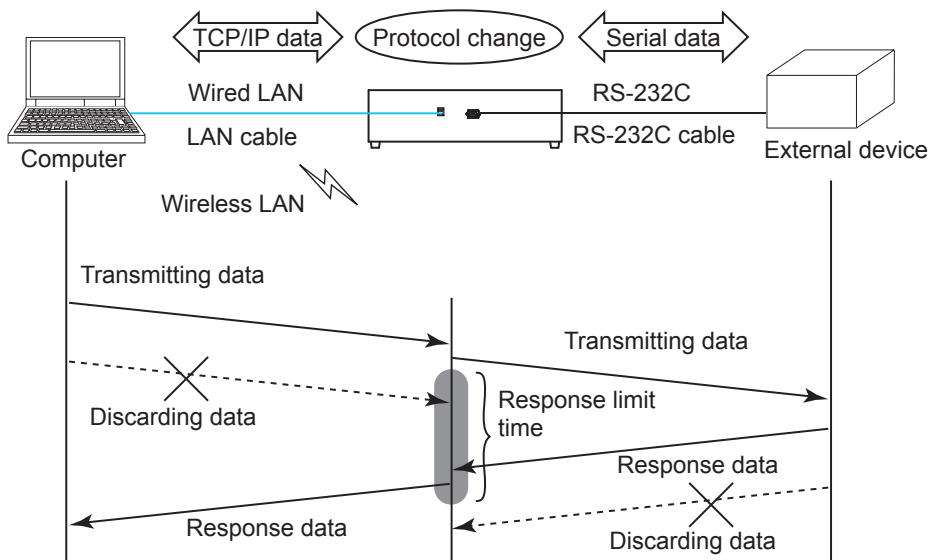 TCP/IP data
Protocol change
Serial data
Wired LAN
RS-232C
LAN cable
RS-232C cable
Computer
External device
Wireless LAN
Transmitting data
Transmitting data
Discarding data
Response limit
time
Response data
Response data
Discarding data